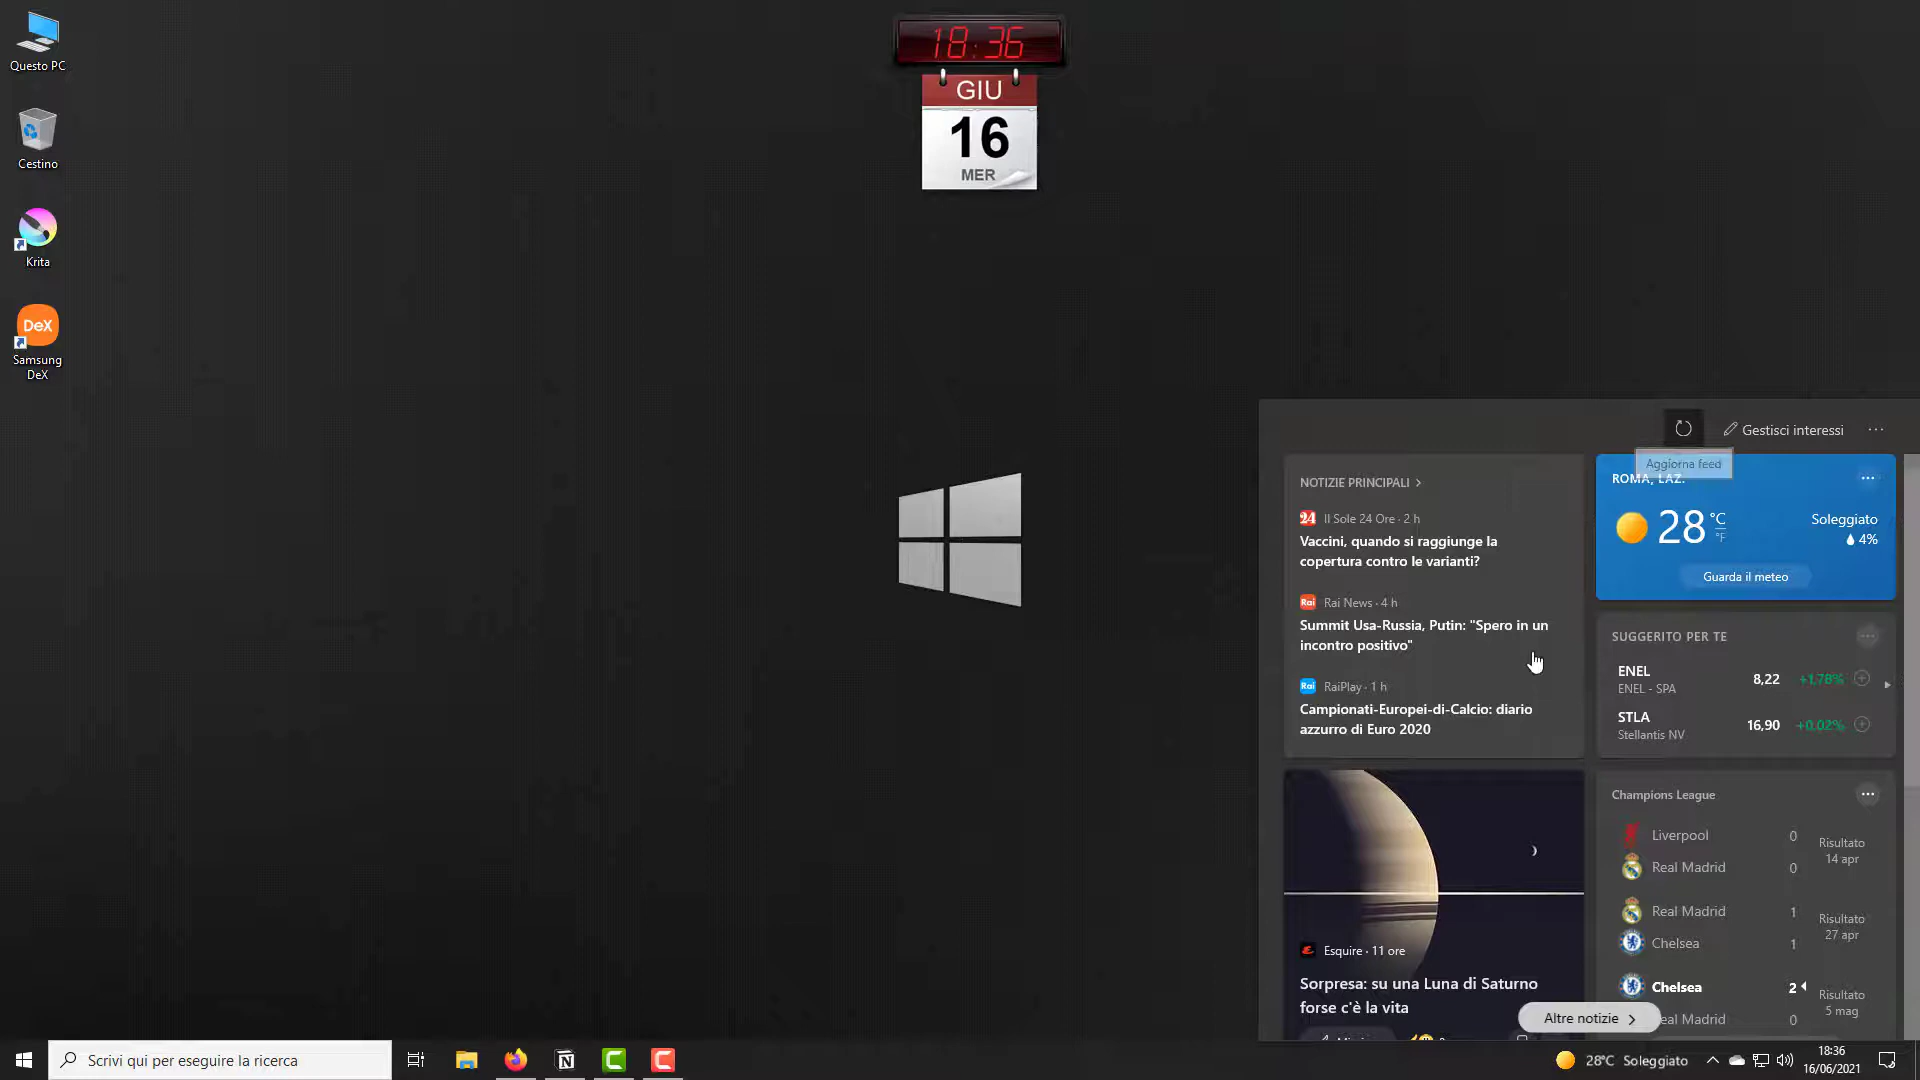 Questo PC
Cestino
Krita
DeX
Samsung
DeX
18:36
GIU
16
MER
Gestisci interessi
Aggiorna feed
NOTIZIE PRINCIPALI
24 Il Sole 24 Ore · 2 h
Vaccini, quando si raggiunge la
copertura contro le varianti?
Rai Rai News · 4 h
Summit Usa-Russia, Putin: "Spero in un
incontro positivo"
Rai RaiPlay · 1 h
Campionati-Europei-di-Calcio: diario
azzurro di Euro 2020
Esquire · 11 ore
Sorpresa: su una Luna di Saturno
forse c'è la vita
ROMA, LAZ.
28 °C
°F
Soleggiato
4%
Guarda il meteo
SUGGERITO PER TE
ENEL 8,22 +1,78%
ENEL - SPA
STLA 16,90 +0,02%
Stellantis NV
Champions League
Liverpool 0
Real Madrid 0
Risultato
14 apr
Real Madrid 1
Chelsea 1
Risultato
27 apr
Chelsea 2
eal Madrid 0
Risultato
5 mag
Altre notizie
Scrivi qui per eseguire la ricerca
28°C Soleggiato
18:36
16/06/2021